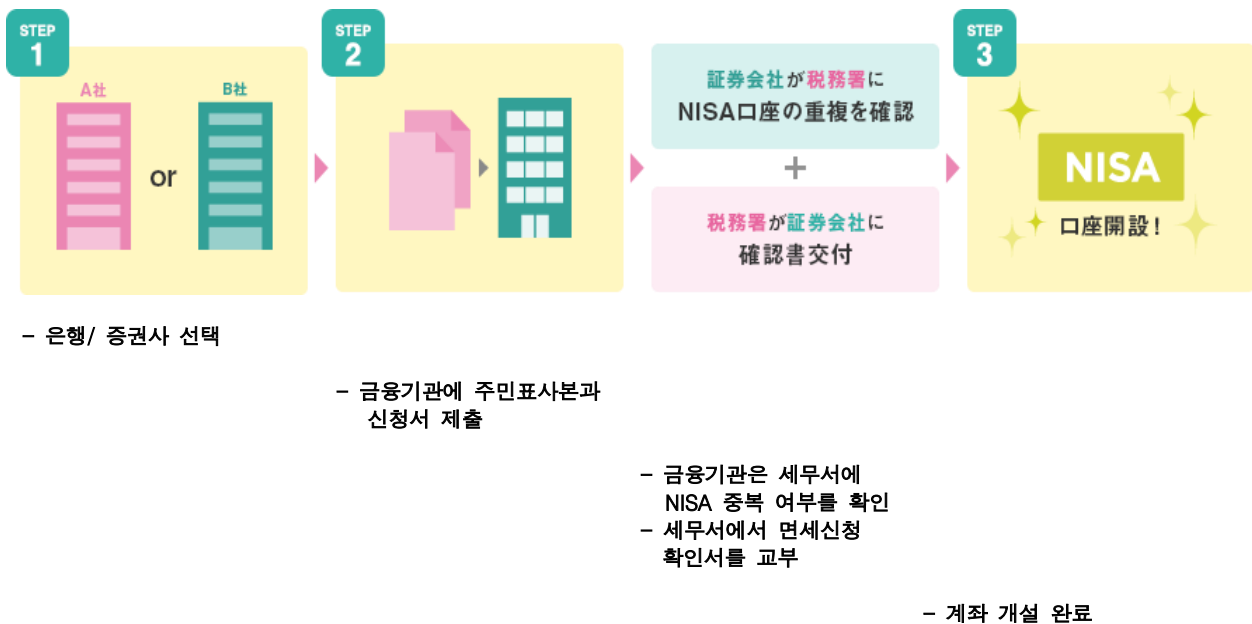 STEP
1
A社
B社
or
STEP
2
証券会社が税務署に
NISA口座の重複を確認
+
税務署が証券会社に
確認書交付
STEP
3
NISA
口座開設!
- 은행/ 증권사 선택
- 금융기관에 주민표사본과
신청서 제출
- 금융기관은 세무서에
NISA 중복 여부를 확인
- 세무서에서 면세신청
확인서를 교부
- 계좌 개설 완료